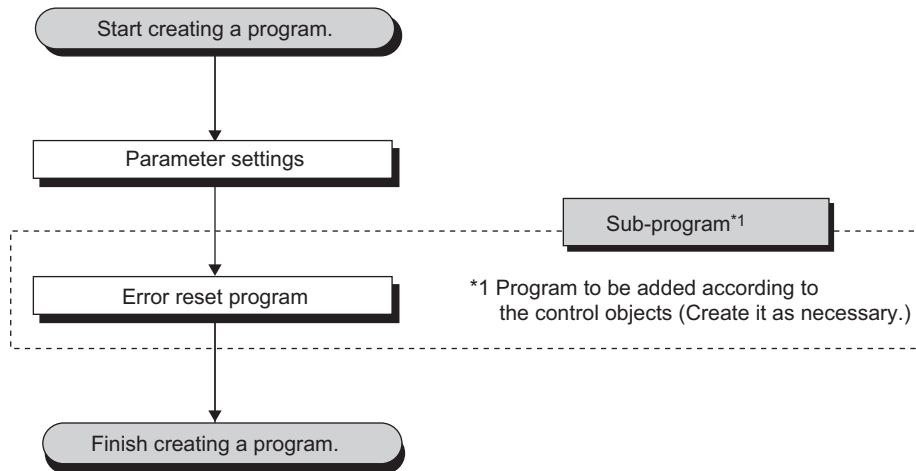 Start creating a program.
Parameter settings
Sub-program*1
Error reset program
*1 Program to be added according to
the control objects (Create it as necessary.)
Finish creating a program.